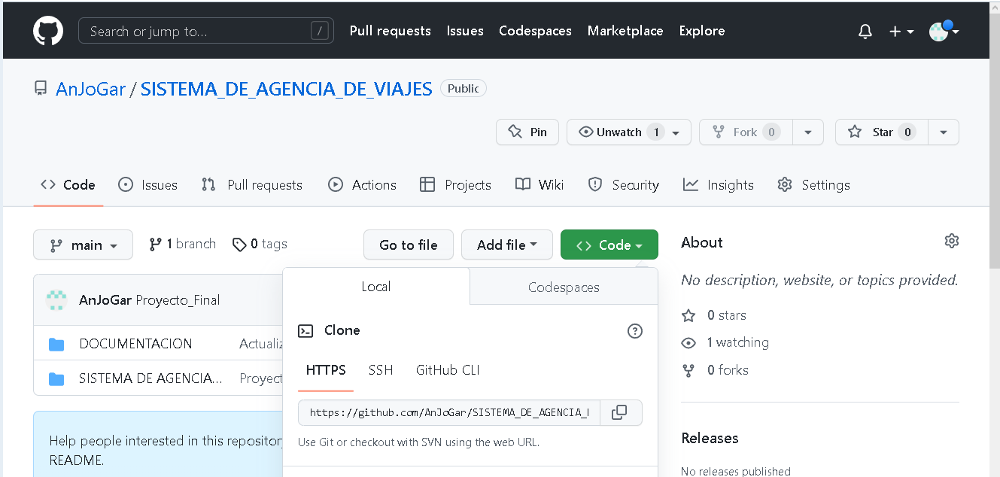 Search or jump to... / Pull requests Issues Codespaces Marketplace Explore
AnJoGar / SISTEMA_DE_AGENCIA_DE_VIAJES Public
Pin Unwatch 1 Fork 0 Star 0
Code Issues Pull requests Actions Projects Wiki Security Insights Settings
main 1 branch 0 tags Go to file Add file Code
AnJoGar Proyecto_Final
DOCUMENTACION
SISTEMA DE AGENCIA...
Help people interested in this
README.
Local Codespaces
Clone
HTTPS SSH GitHub CLI
https://github.com/AnJoGar/SISTEMA_DE_AGENCIA_
Use Git or checkout with SVN using the web URL.
About
No description, website, or topics provided.
0 stars
1 watching
0 forks
Releases
No releases published